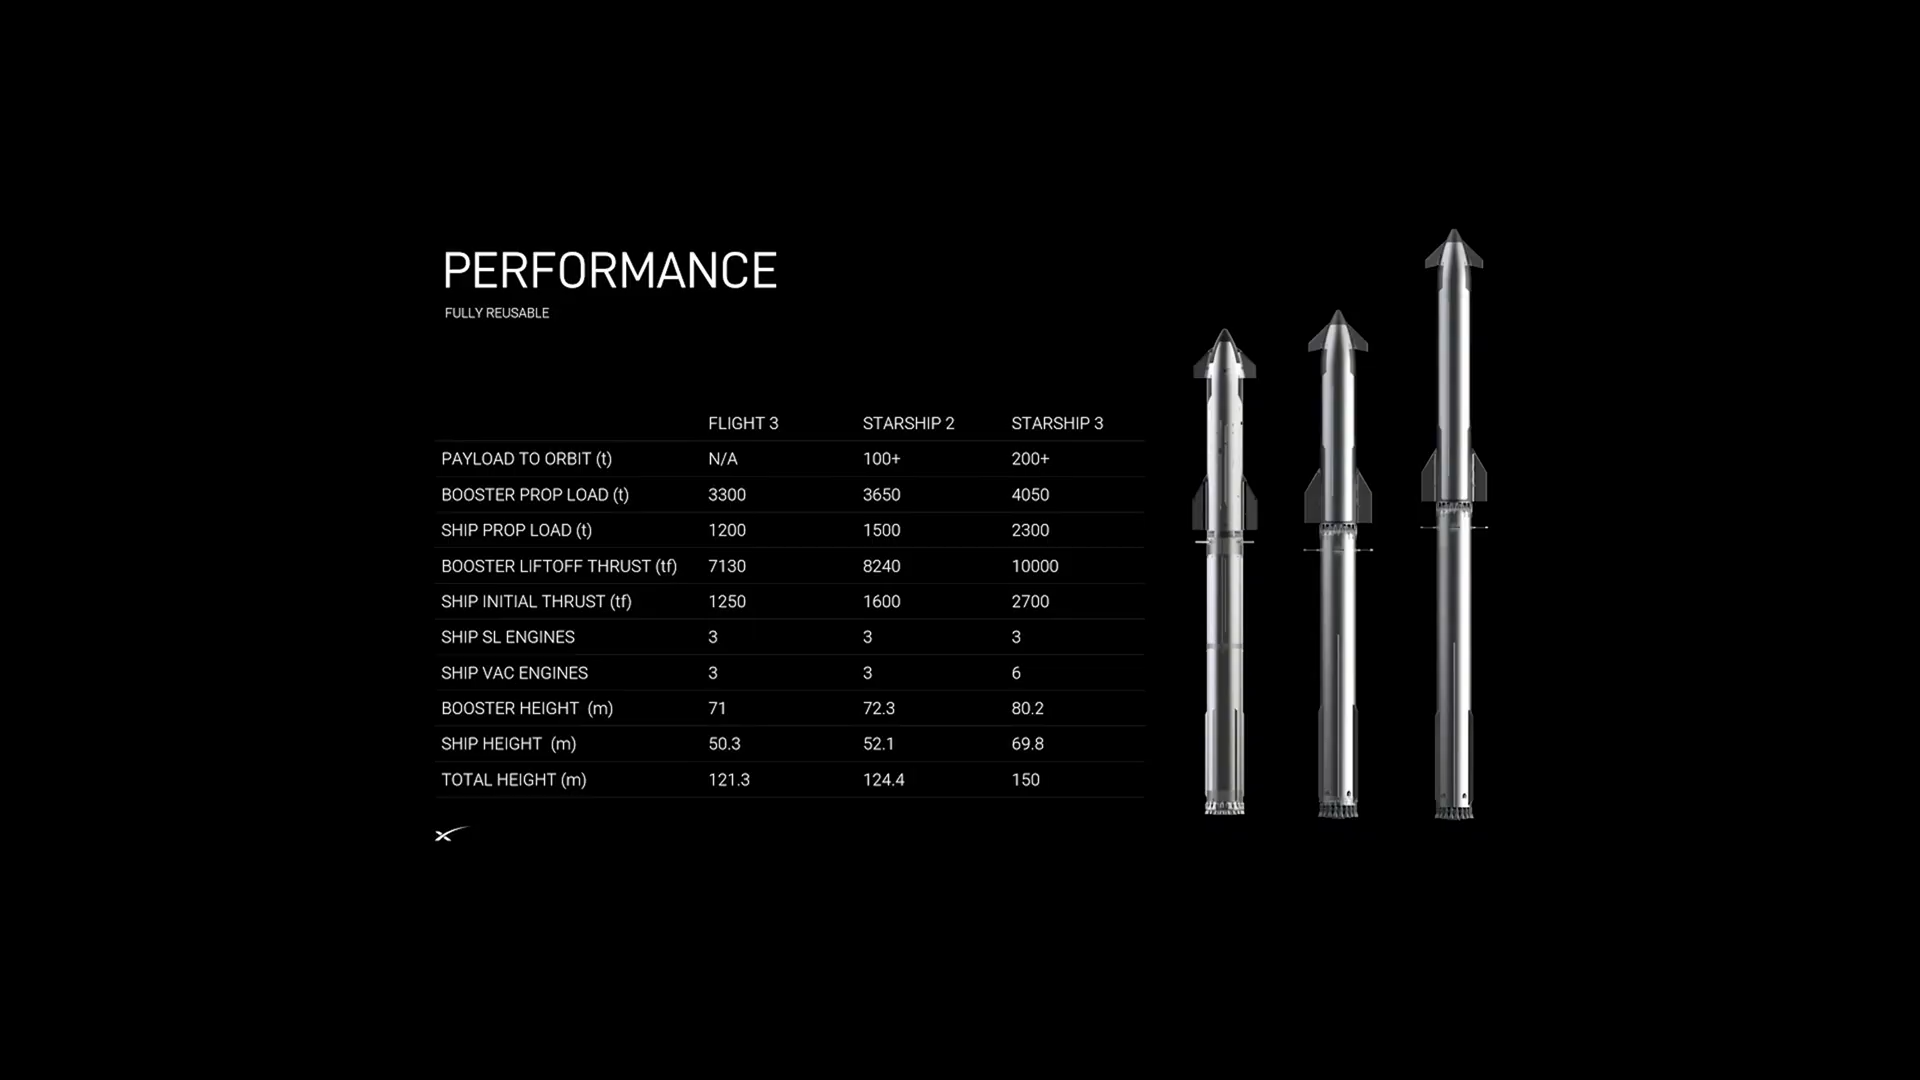 PERFORMANCE
FULLY REUSABLE
FLIGHT 3 STARSHIP 2 STARSHIP 3
PAYLOAD TO ORBIT (t) N/A 100+ 200+
BOOSTER PROP LOAD (t) 3300 3650 4050
SHIP PROP LOAD (t) 1200 1500 2300
BOOSTER LIFTOFF THRUST (tf) 7130 8240 10000
SHIP INITIAL THRUST (tf) 1250 1600 2700
SHIP SL ENGINES 3 3 3
SHIP VAC ENGINES 3 3 6
BOOSTER HEIGHT (m) 71 72.3 80.2
SHIP HEIGHT (m) 50.3 52.1 69.8
TOTAL HEIGHT (m) 121.3 124.4 150